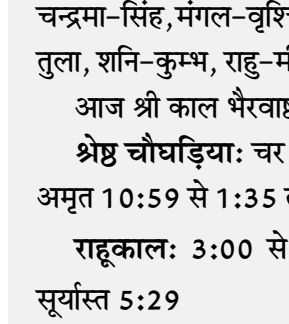 चन्द्रमा-सिंह,मंगल-वृश्चि
तुला, शनि-कुम्भ, राहु-मी
आज श्री काल भैरवाष्ट
श्रेष्ठ चौघड़िया: चर
अमृत 10:59 से 1:35
राहूकाल: 3:00 से
सूर्यास्त 5:29